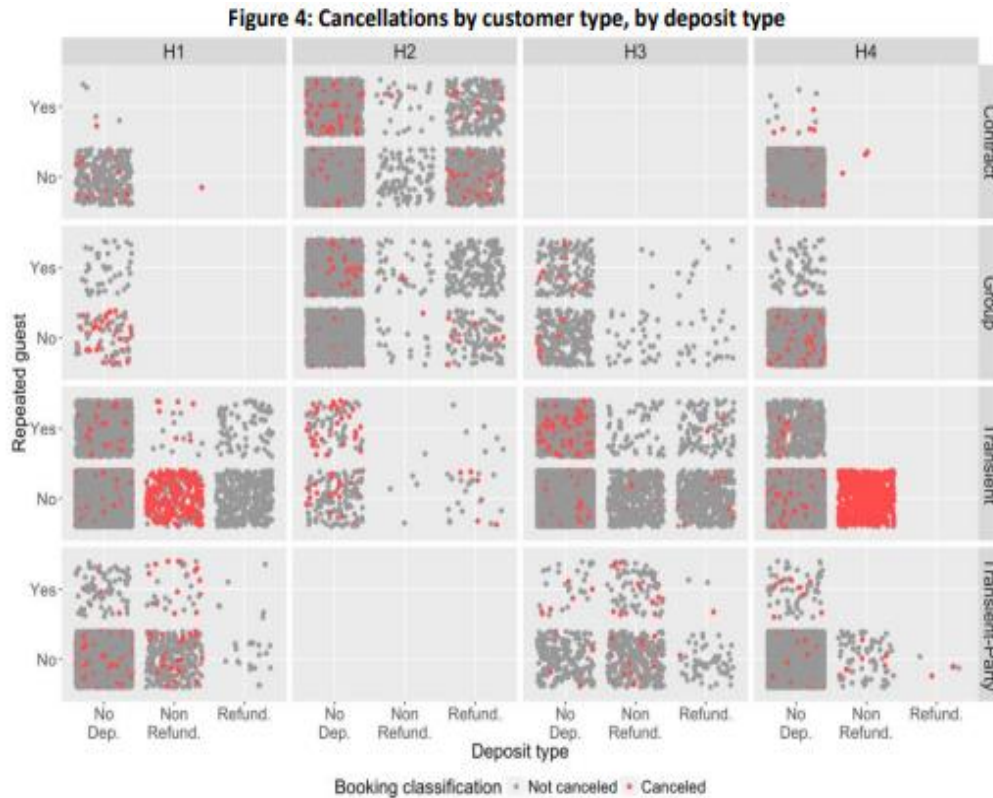 Figure 4: Cancellations by customer type, by deposit type
H1 H2 H3 H4
Yes
No
Contract
Yes
No
Group
Yes
No
Transient
Yes
No
Transient-Party
Repeated guest
No Dep. Non Refund. Refund. No Dep. Non Refund. Refund. No Dep. Non Refund. Refund. No Dep. Non Refund. Refund.
Deposit type
Booking classification Not canceled Canceled